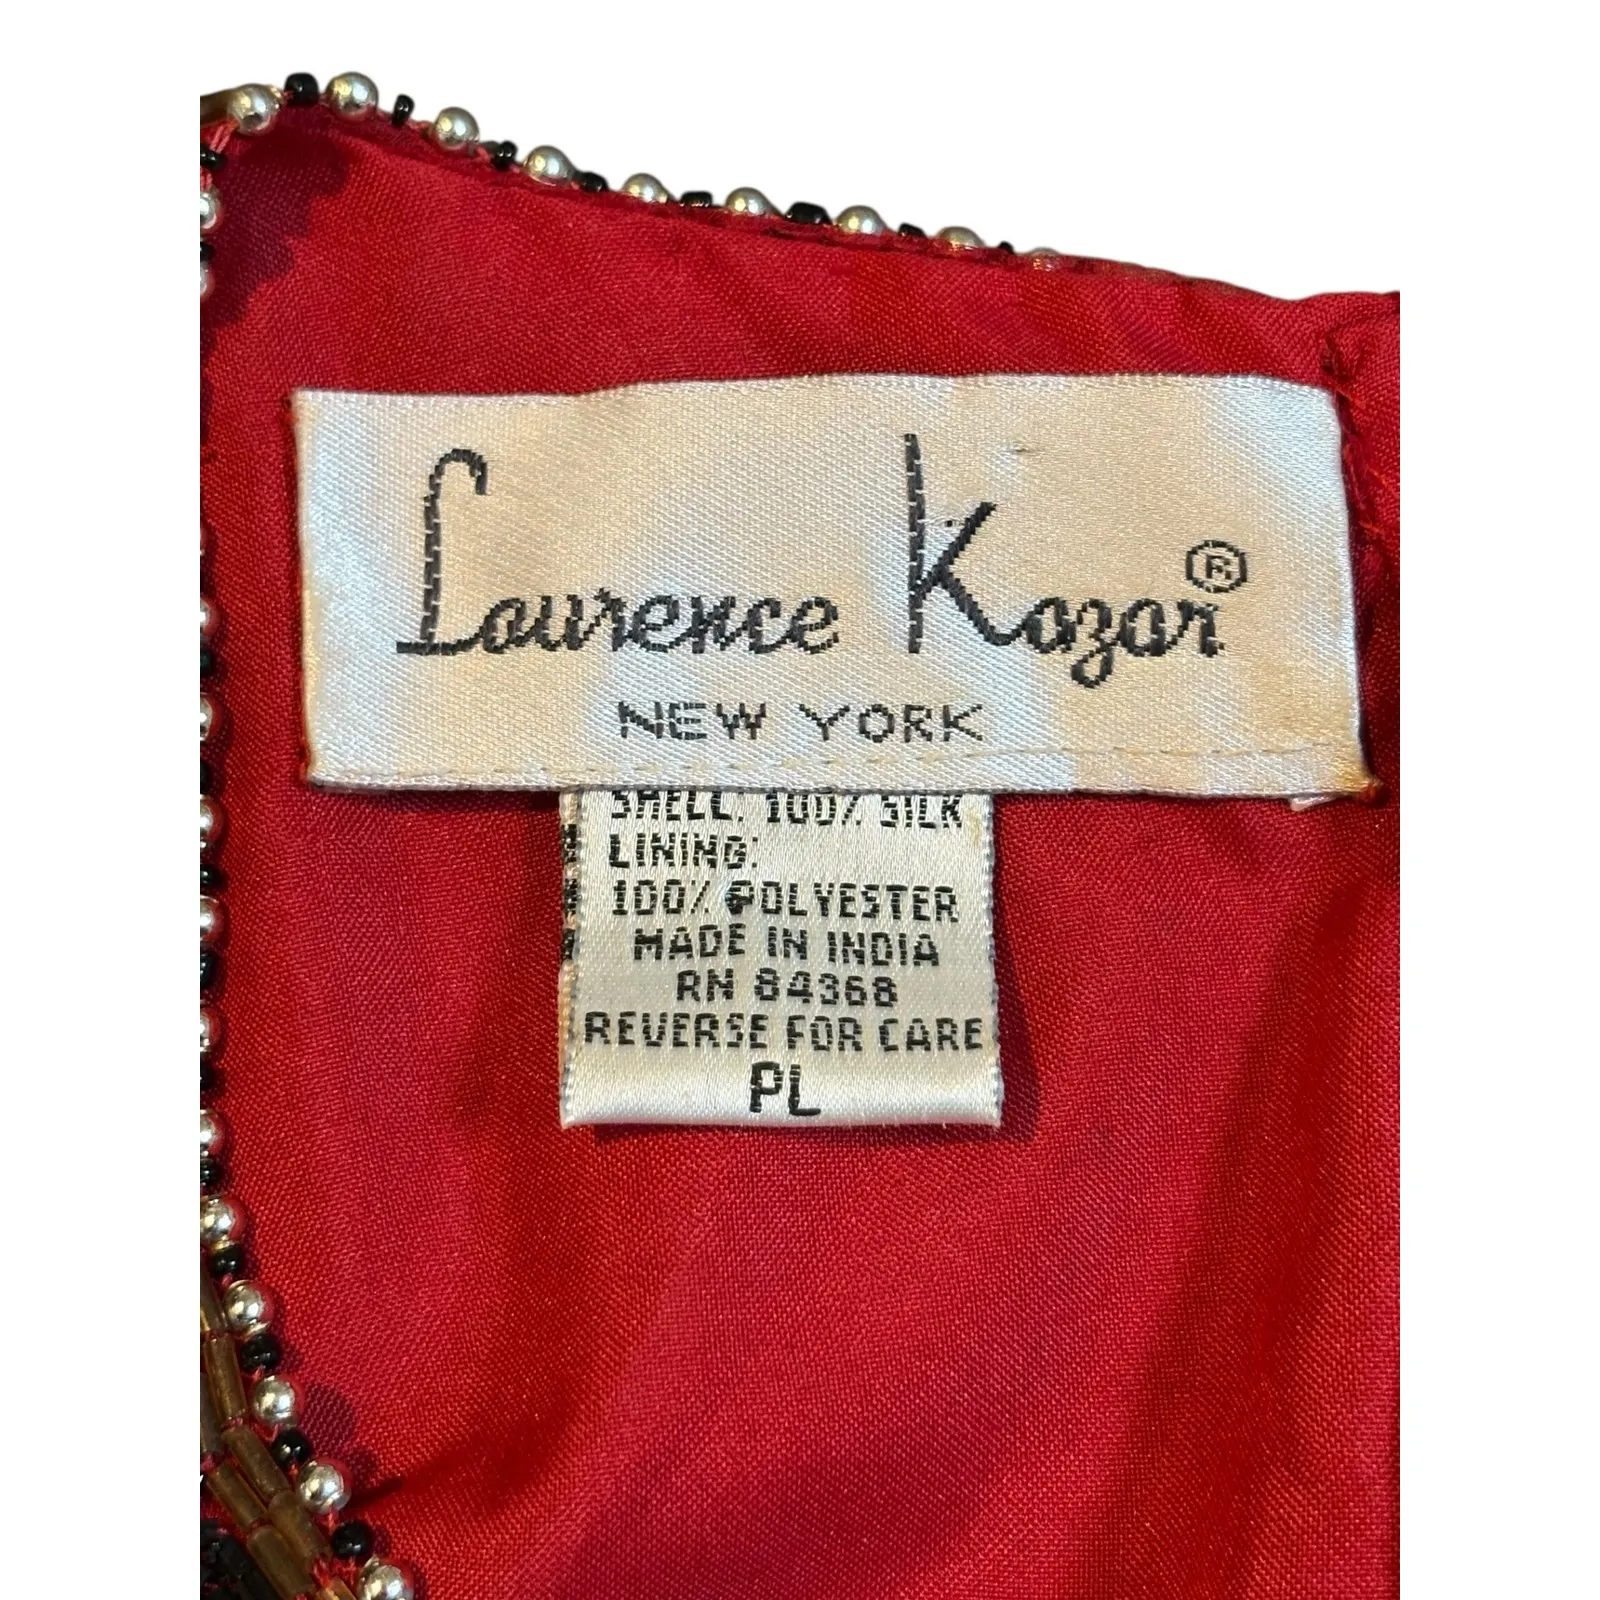 Laurence Kazar®
NEW YORK
SHELL: 100% SILK
LINING:
100% POLYESTER
MADE IN INDIA
RN 84368
REVERSE FOR CARE
PL